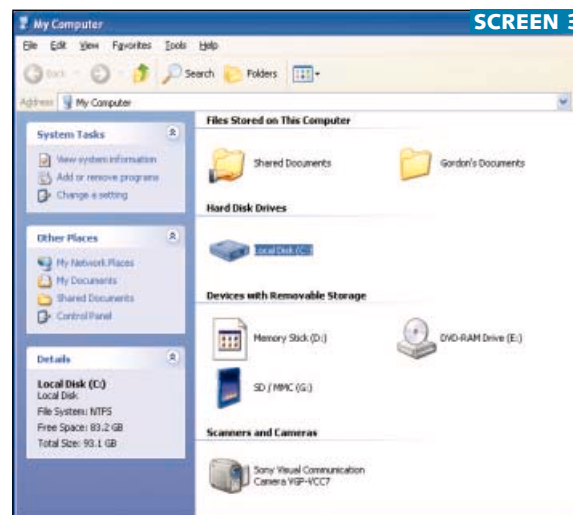 My Computer
SCREEN 3
File Edit View Favorites Tools Help
Back Search Folders
Address My Computer
System Tasks
View system information
Add or remove programs
Change a setting
Other Places
My Network Places
My Documents
Shared Documents
Control Panel
Details
Local Disk (C:)
Local Disk
File System: NTFS
Free Space: 83.2 GB
Total Size: 93.1 GB
Files Stored on This Computer
Shared Documents
Gordon's Documents
Hard Disk Drives
Local Disk (C:)
Devices with Removable Storage
Memory Stick (D:)
DVD-RAM Drive (E:)
SD / MMC (G:)
Scanners and Cameras
Sony Visual Communication
Camera VGP-VCC7